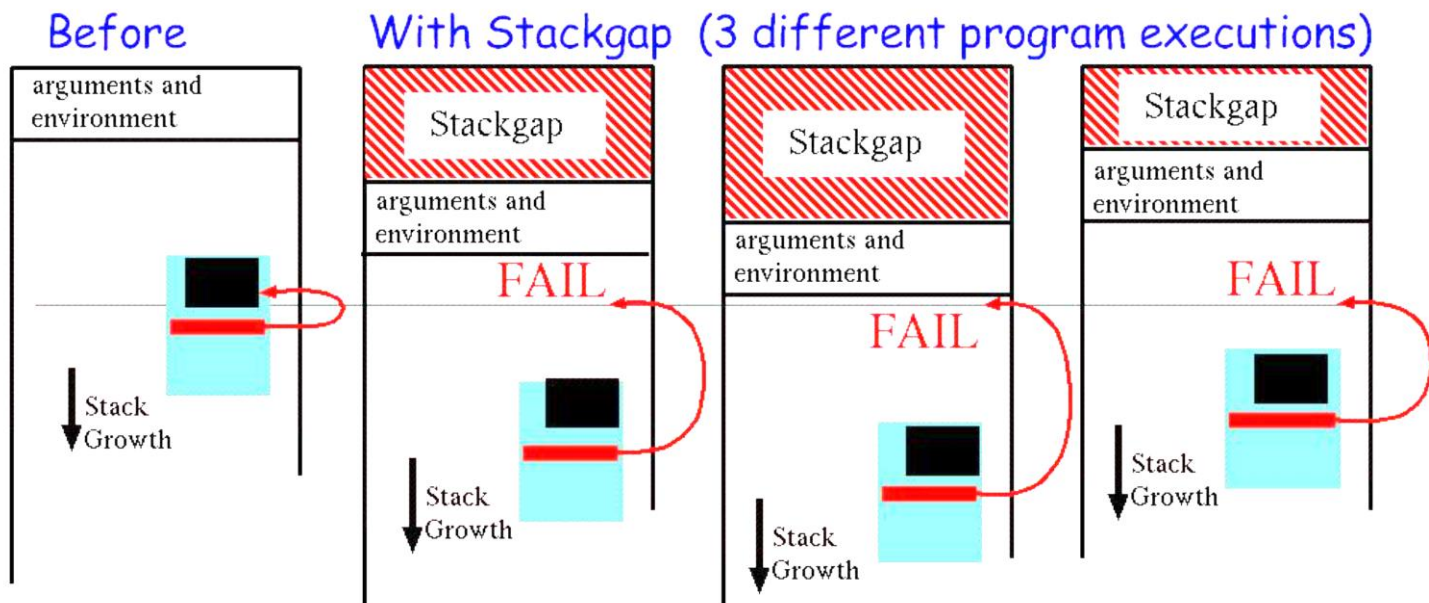 Before
With Stackgap (3 different program executions)
arguments and
environment
Stack
Growth
Stackgap
arguments and
environment
FAIL
Stack
Growth
Stackgap
arguments and
environment
FAIL
Stack
Growth
Stackgap
arguments and
environment
FAIL
Stack
Growth